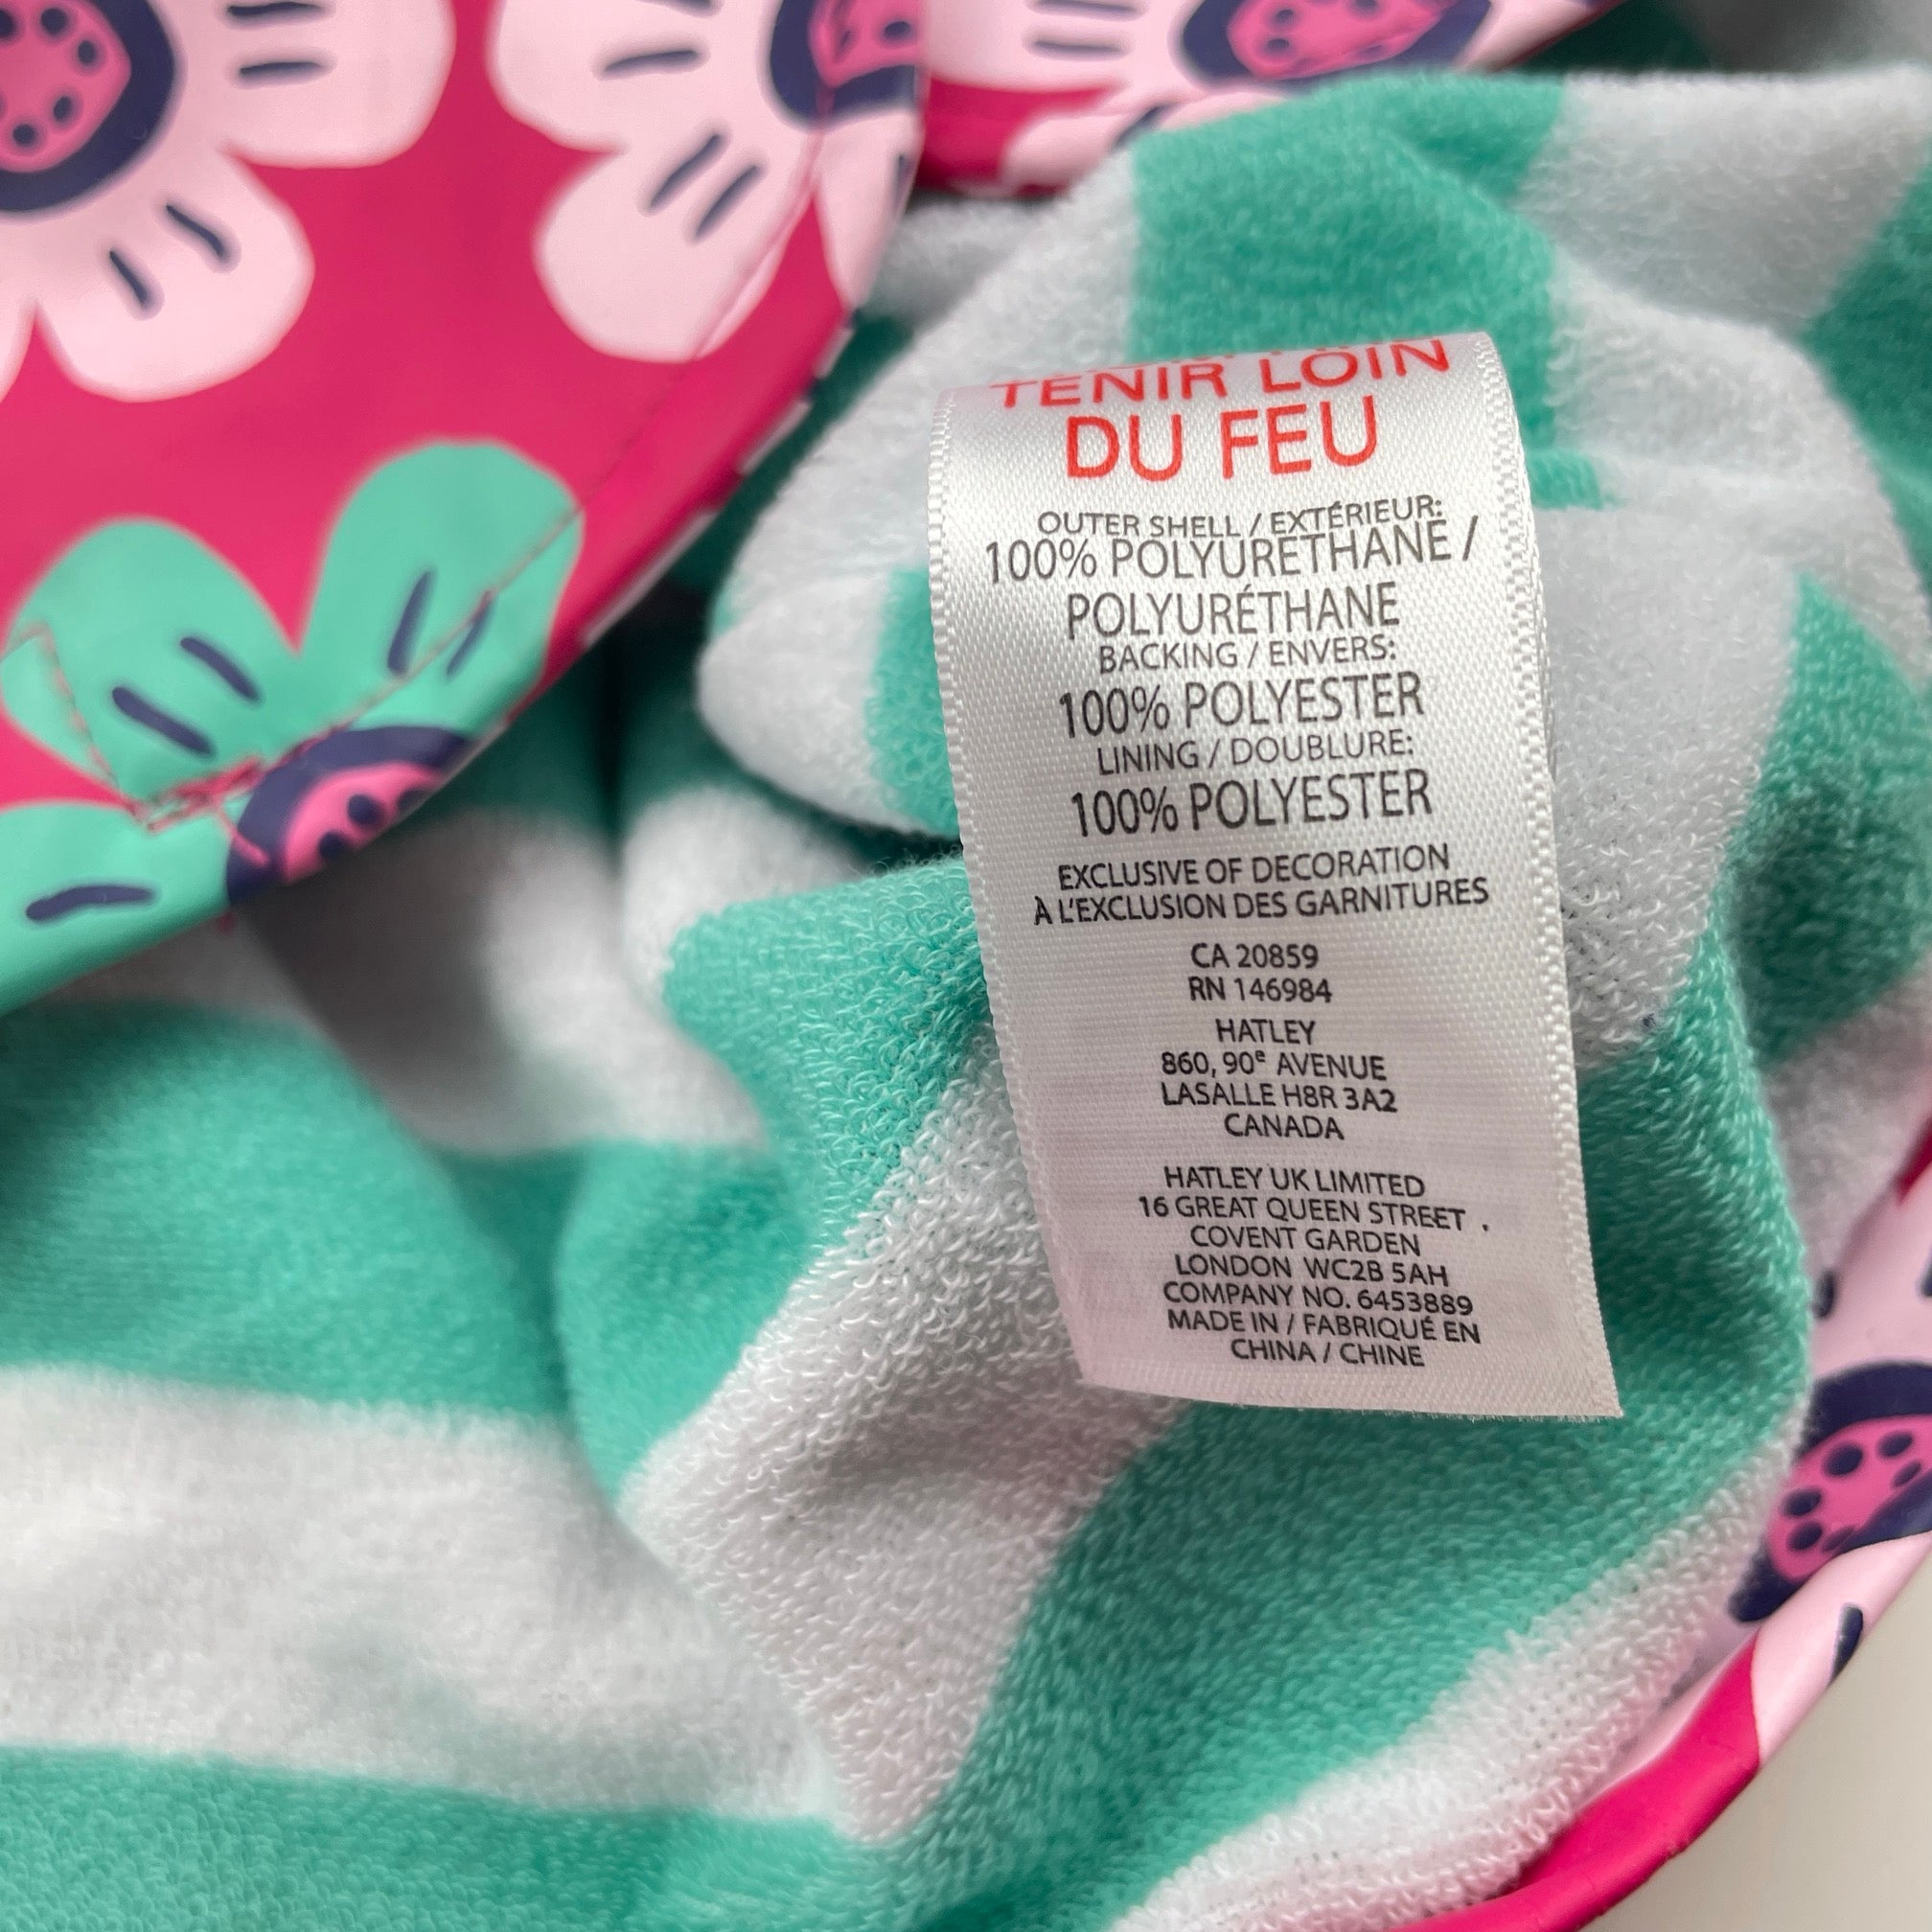 TENIR LOIN
DU FEU
OUTER SHELL / EXTÉRIEUR:
100% POLYURETHANE /
POLYURÉTHANE
BACKING / ENVERS:
100% POLYESTER
LINING / DOUBLURE:
100% POLYESTER
EXCLUSIVE OF DECORATION
À L'EXCLUSION DES GARNITURES
CA 20859
RN 146984
HATLEY
860, 90e AVENUE
LASALLE H8R 3A2
CANADA
HATLEY UK LIMITED
16 GREAT QUEEN STREET .
COVENT GARDEN
LONDON WC2B 5AH
COMPANY NO. 6453889
MADE IN / FABRIQUÉ EN
CHINA / CHINE